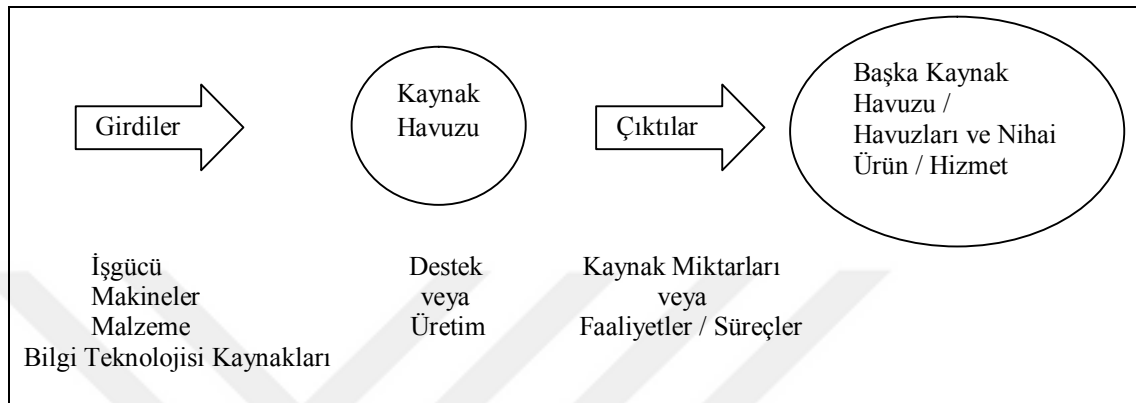 Girdiler
Kaynak
Havuzu
Çıktılar
Başka Kaynak
Havuzu /
Havuzları ve Nihai
Ürün / Hizmet
İşgücü
Makineler
Malzeme
Bilgi Teknolojisi Kaynakları
Destek
veya
Üretim
Kaynak Miktarları
veya
Faaliyetler / Süreçler